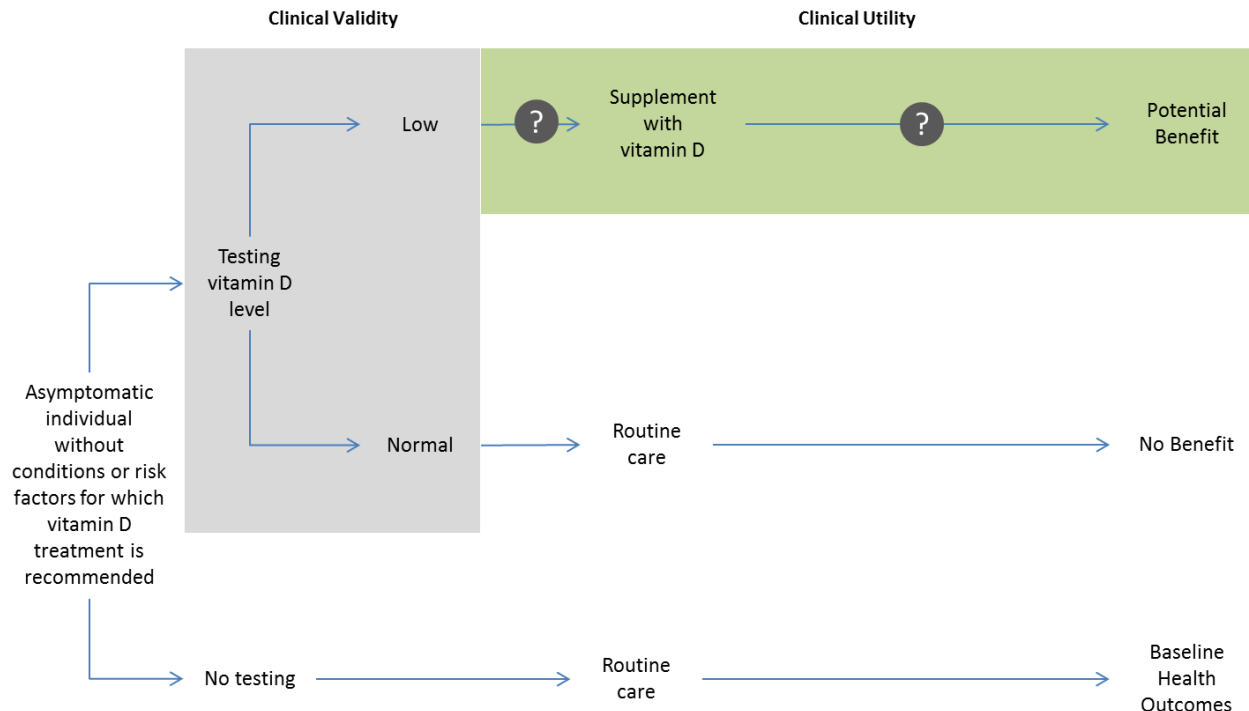 Clinical Validity
Clinical Utility
Low
?
Supplement
with
vitamin D
?
Potential
Benefit
Testing
vitamin D
level
Asymptomatic
individual
without
conditions or risk
factors for which
vitamin D
treatment is
recommended
Normal
Routine
care
No Benefit
No testing
Routine
care
Baseline
Health
Outcomes